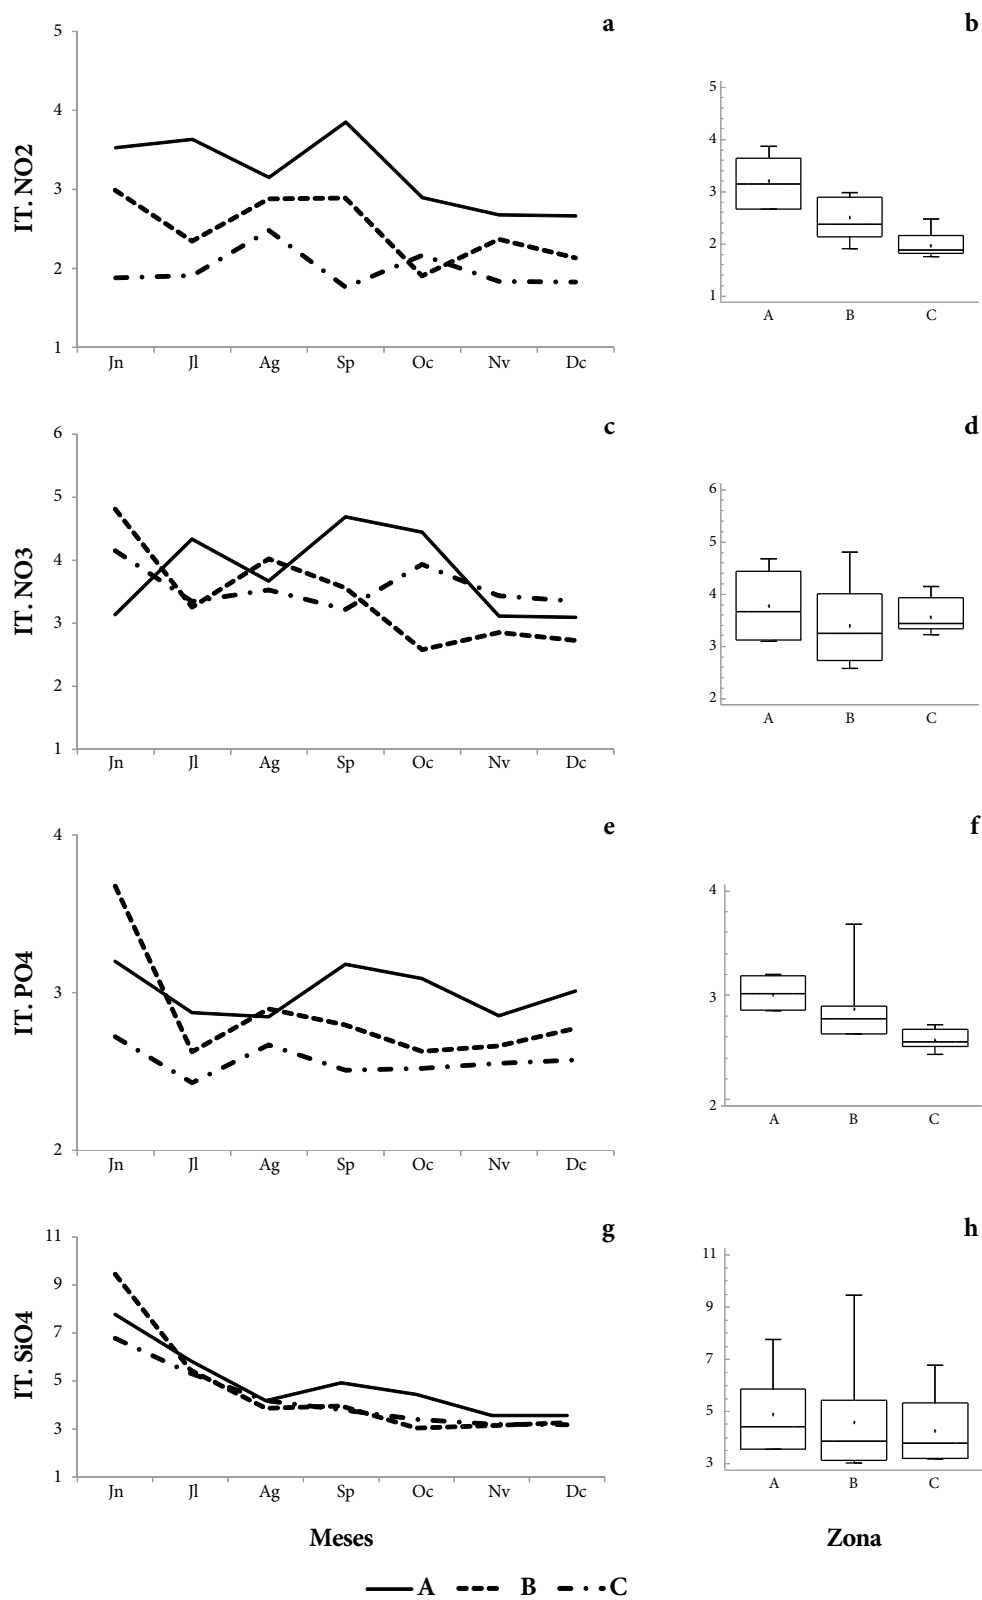 a
5
4
3
2
1
IT. NO2
Jn Jl Ag Sp Oc Nv Dc
b
5
4
3
2
1
A B C
c
6
5
4
3
2
1
IT. NO3
Jn Jl Ag Sp Oc Nv Dc
d
6
5
4
3
2
A B C
e
4
3
2
IT. PO4
Jn Jl Ag Sp Oc Nv Dc
f
4
3
2
A B C
g
11
9
7
5
3
1
IT. SiO4
Jn Jl Ag Sp Oc Nv Dc
h
11
9
7
5
3
A B C
Meses
Zona
A B C